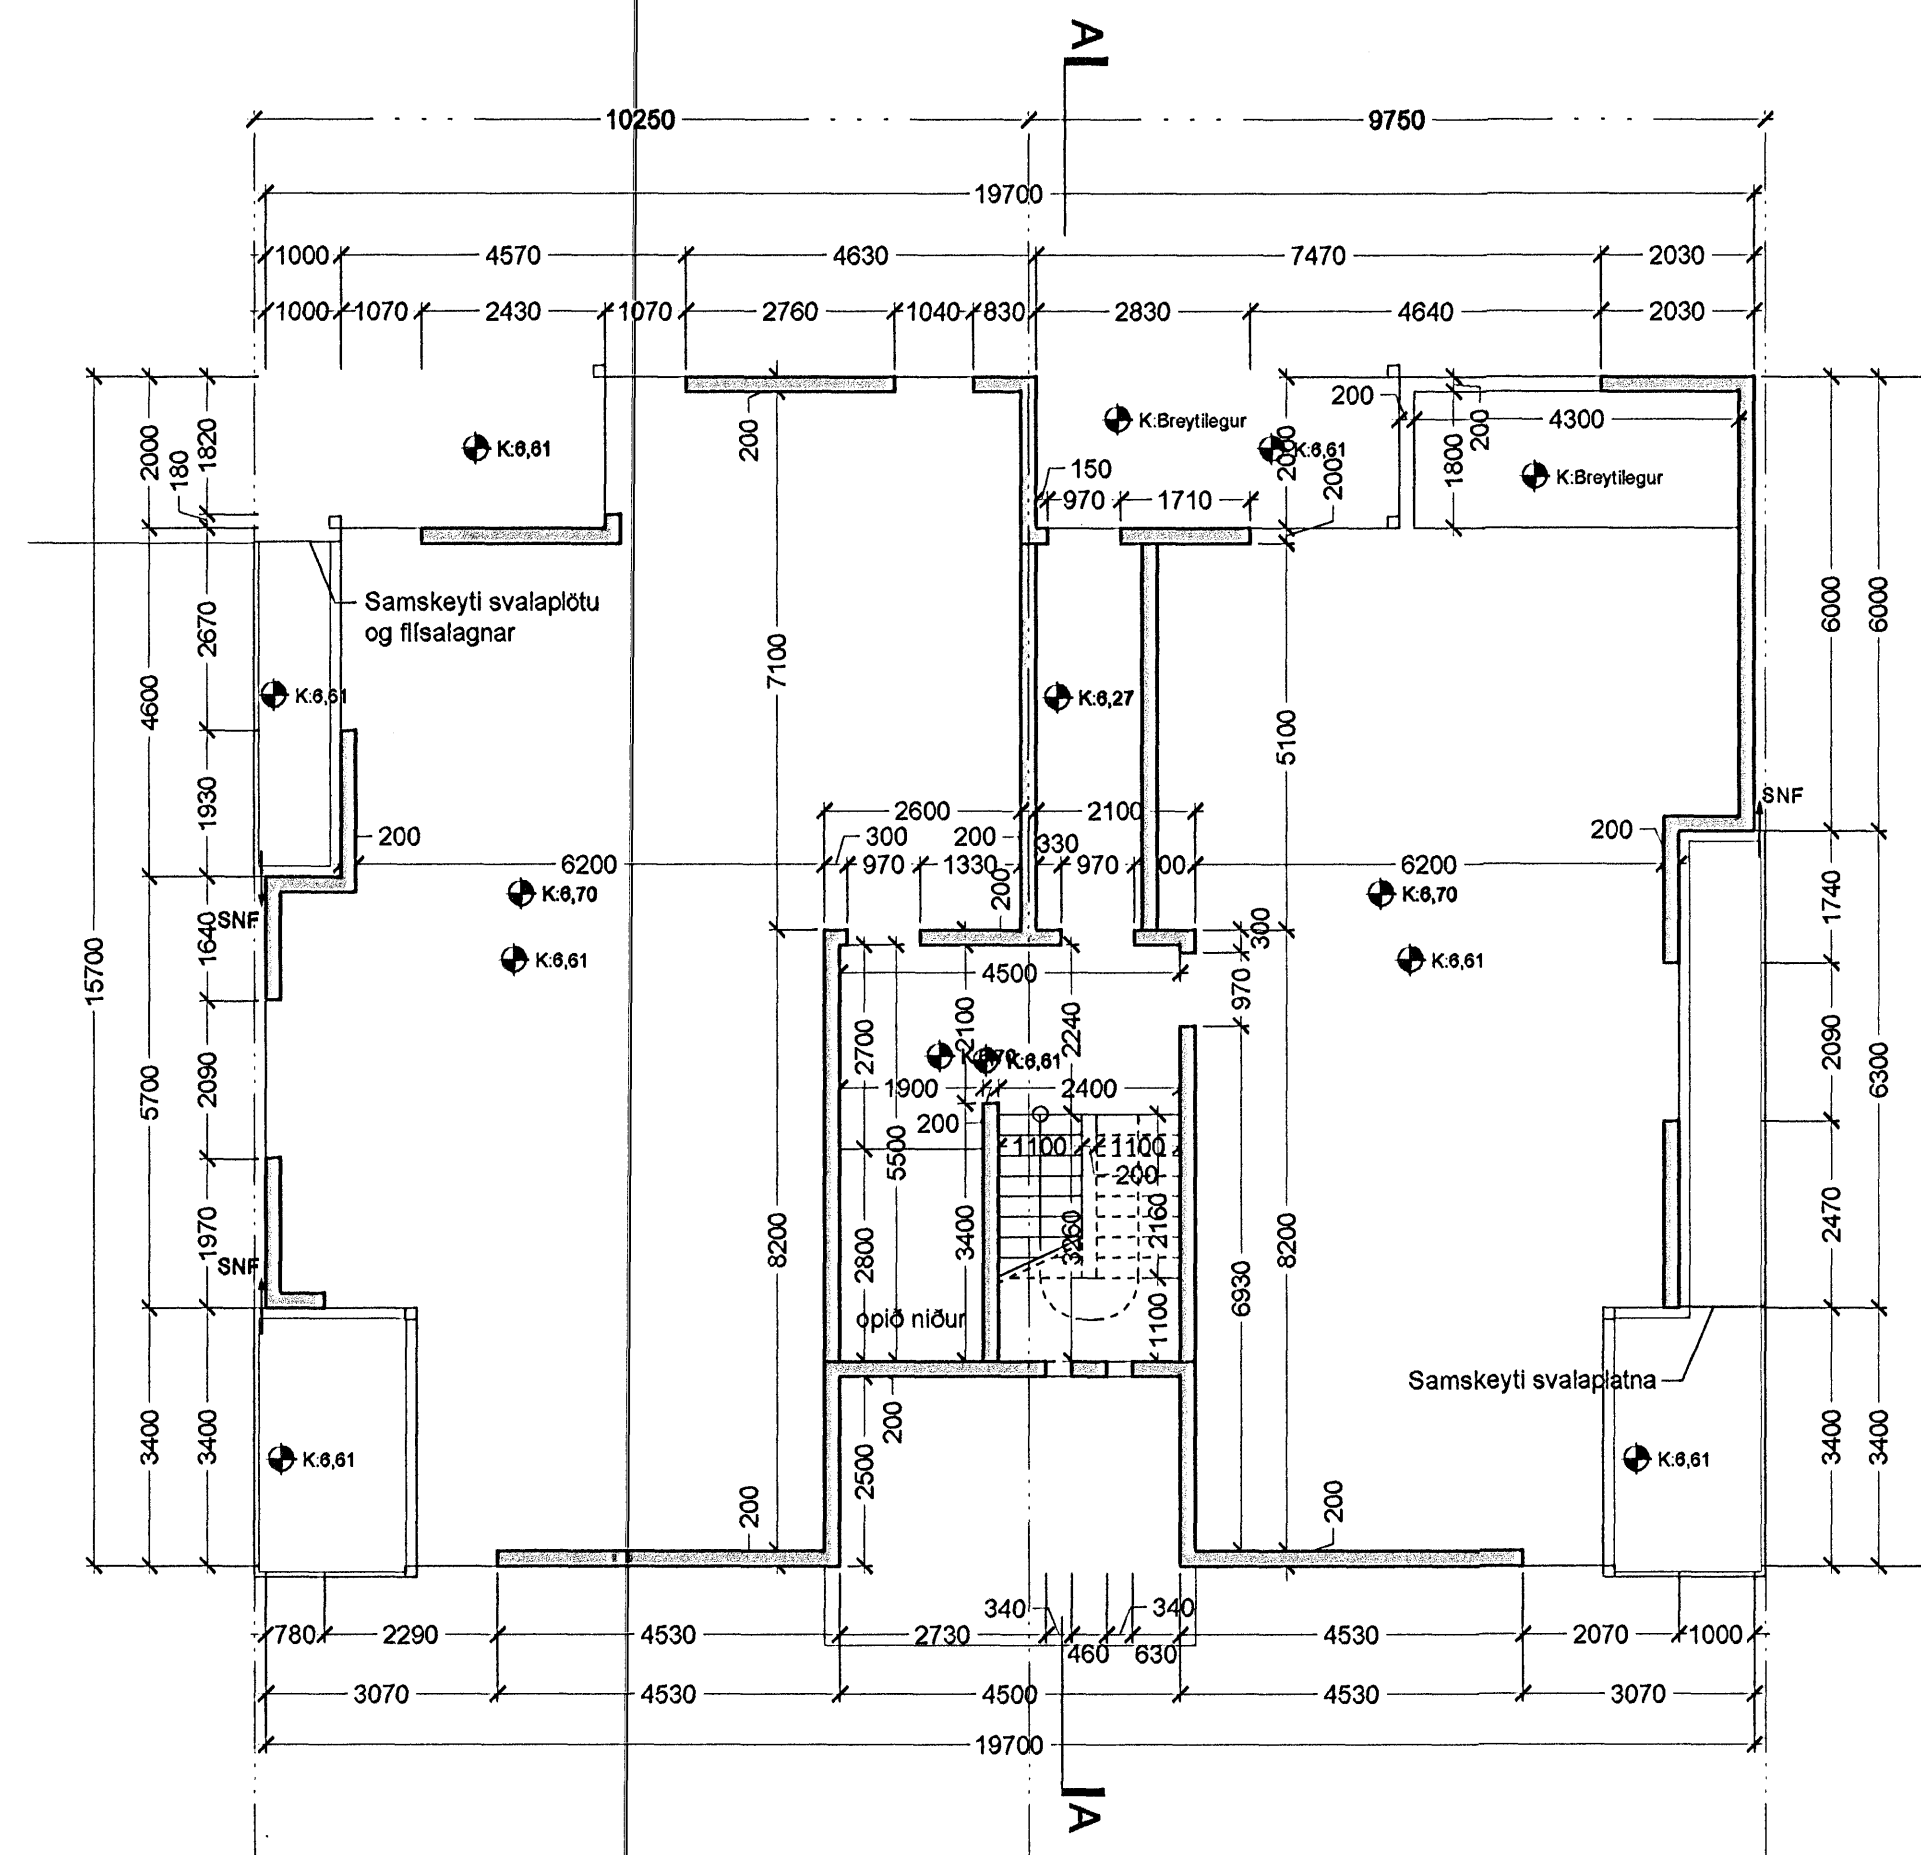 A
10250 9750
19700
1000 4570 4630 7470 2030
1000 1070 2430 1070 2760 1040 830 2830 4640 2030
200 4300
200
K:6,61 200 K:Breytilegur K:6,61 2000 1800 K:Breytilegur
2000 180 1820
150 200
970 1710
Samskeyti svalaplötu
og flísalagnar
2670 7100 6000 6000
4600 K:6,61 K:6,27
5100
1930 2600 2100 SNF
200 300 200 330 200
6200 970 1330 970 00 6200
K:6,70 200 K:6,70
SNF 1640 300 1740
15700 K:6,61 4500 970 K:6,61
2700 2100 2240
2090 K:6,70 K:6,61 2090 6300
5700 1900 2400
200 1100 1100
5500 200
1970 8200 2800 3400 3260 2160 6930 8200 2470
SNF
opið niður 1100
Samskeyti svalaplatna
3400 3400 200 3400 3400
K:6,61 2500 K:6,61
200 200
340 340
780 2290 4530 2730 460 630 4530 2070 1000
3070 4530 4500 4530 3070
19700
A